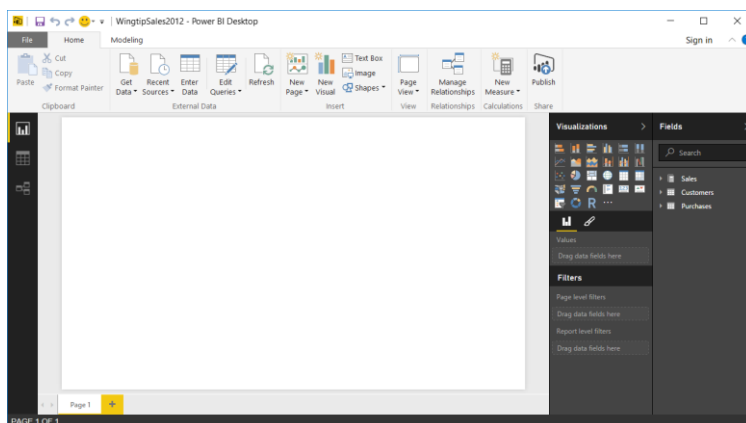 WingtipSales2012 - Power BI Desktop
File Home Modeling Sign in
Paste
Cut
Copy
Format Painter
Get Data
Recent Sources
Enter Data
Edit Queries
Refresh
New Page
New Visual
Text Box
Image
Shapes
Page View
Manage Relationships
New Measure
Publish
Clipboard External Data Insert View Relationships Calculations Share
Visualizations
R
Values
Drag data fields here
Filters
Page level filters
Drag data fields here
Report level filters
Drag data fields here
Fields
Search
Sales
Customers
Purchases
Page 1
PAGE 1 OF 1